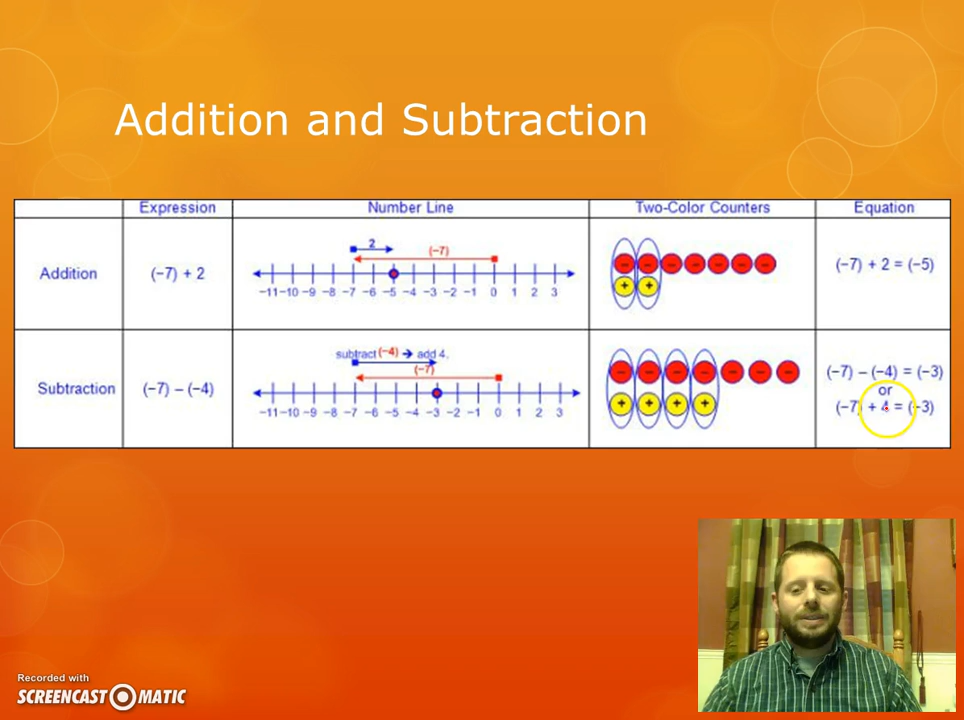 Addition and Subtraction
Expression Number Line Two-Color Counters Equation
Addition (−7) + 2
2
(−7)
−11 −10 −9 −8 −7 −6 −5 −4 −3 −2 −1 0 1 2 3
− − − − − − −
+ +
(−7) + 2 = (−5)
Subtraction (−7) – (−4)
subtract (−4) → add 4.
(−7)
−11 −10 −9 −8 −7 −6 −5 −4 −3 −2 −1 0 1 2 3
− − − − − − −
+ + + +
(−7) – (−4) = (−3)
or
(−7) + 4 = (−3)
Recorded with
SCREENCAST-O-MATIC